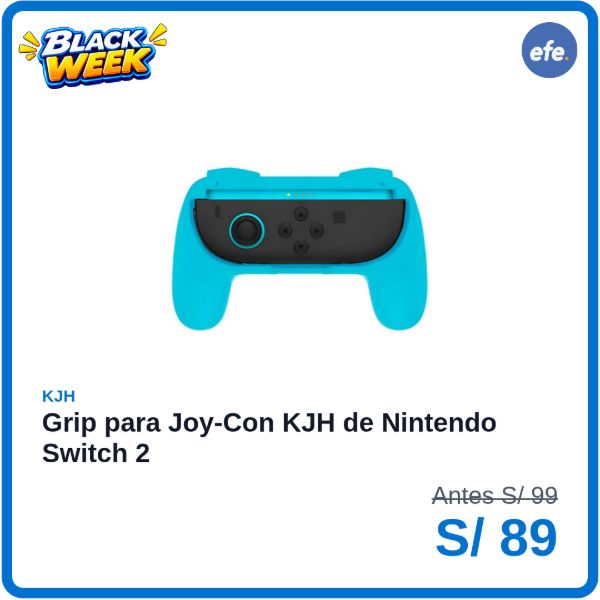 BLACK
WEEK
efe.
KJH
Grip para Joy-Con KJH de Nintendo
Switch 2
Antes S/ 99
S/ 89